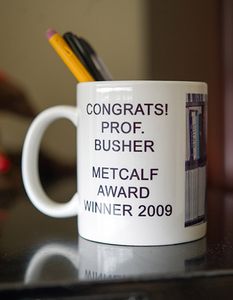 CONGRATS!
PROF.
BUSHER
METCALF
AWARD
WINNER 2009